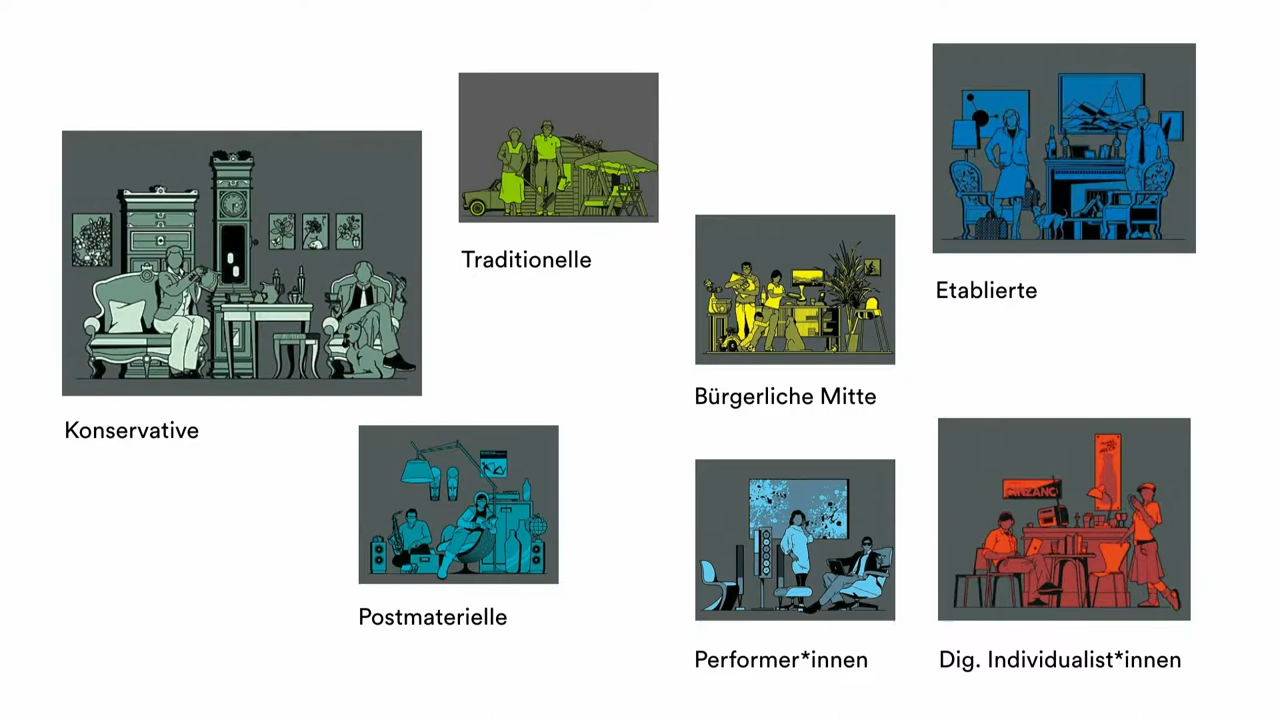 Traditionelle
Etablierte
Bürgerliche Mitte
Konservative
Postmaterielle
Performer*innen
Dig. Individualist*innen